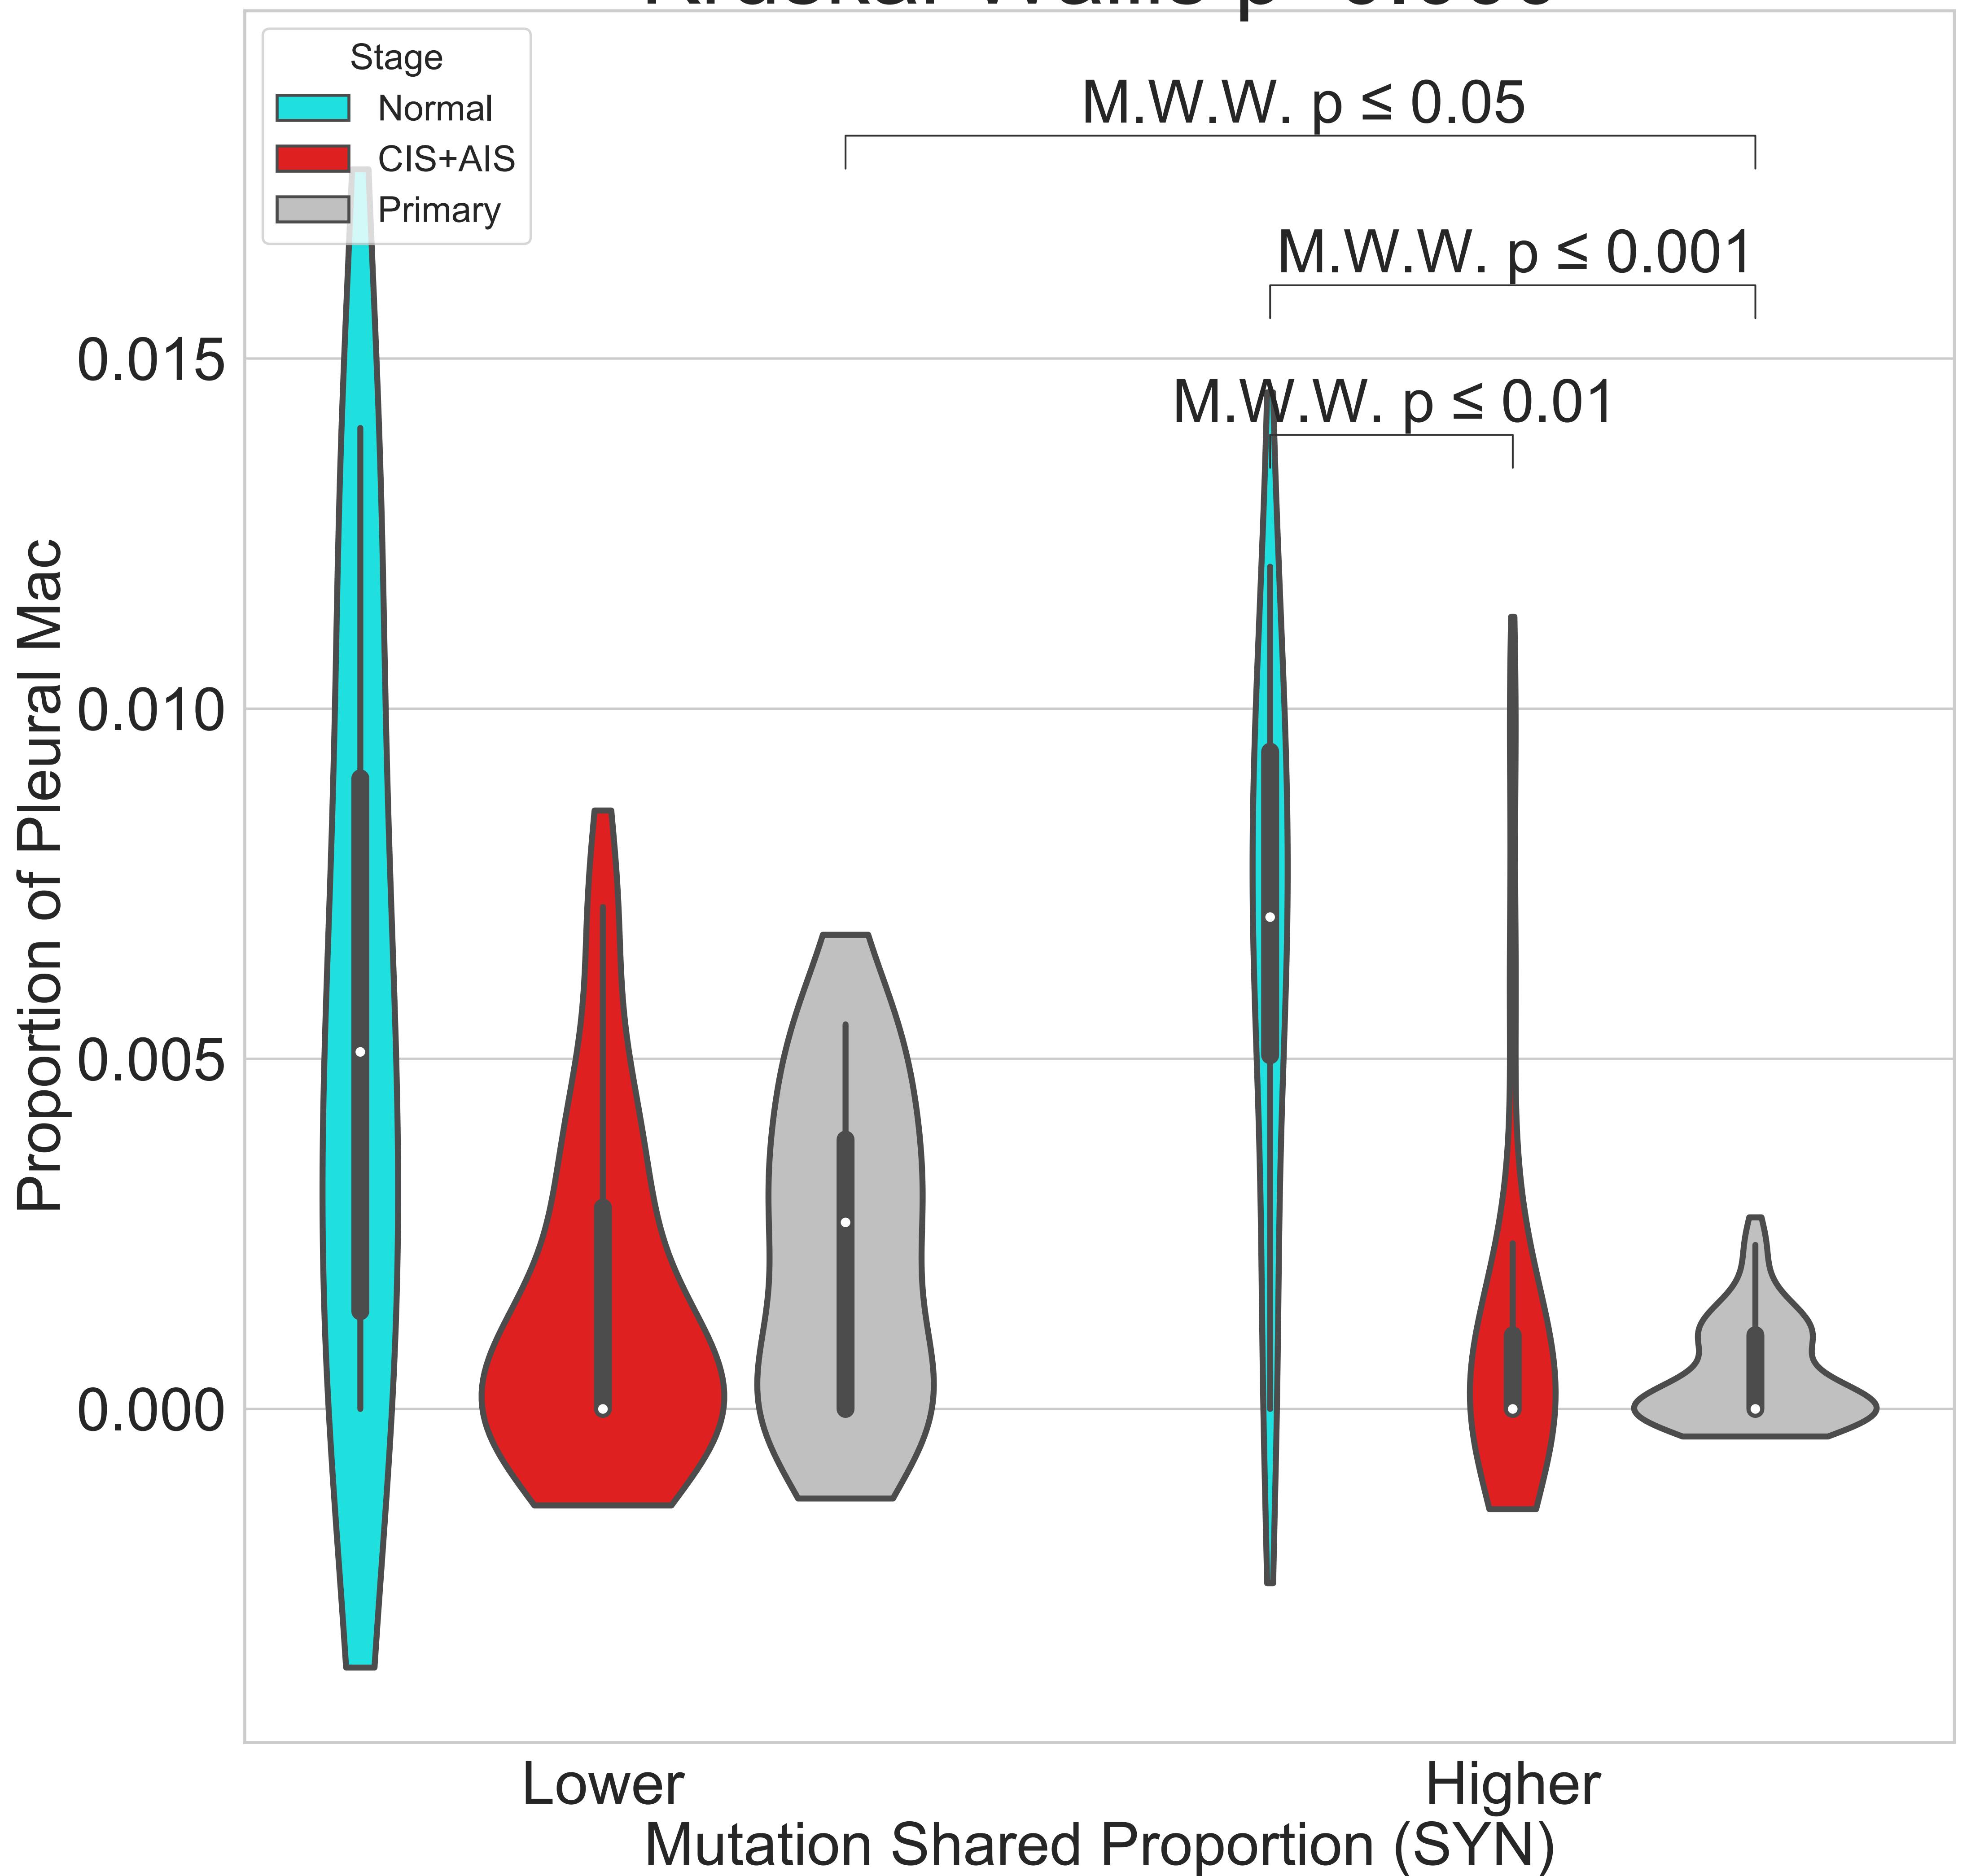 Stage
Normal
CIS+AIS
Primary
M.W.W. p ≤ 0.05
M.W.W. p ≤ 0.001
M.W.W. p ≤ 0.01
0.015
0.010
0.005
0.000
Proportion of Pleural Mac
Lower
Higher
Mutation Shared Proportion (SYN)